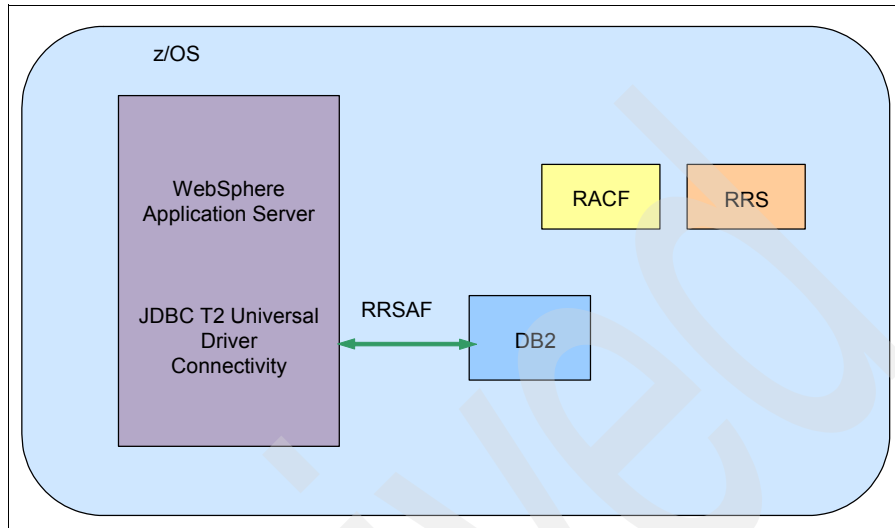 z/OS
WebSphere
Application Server
RACF
RRS
JDBC T2 Universal
Driver
Connectivity
RRSAF
DB2